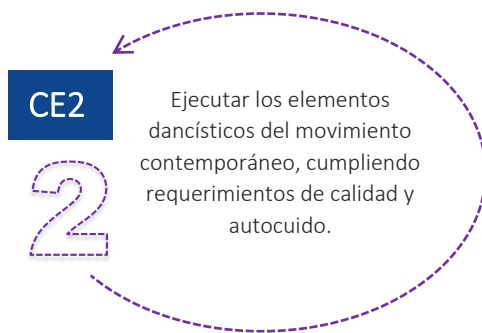 CE2
2
Ejecutar los elementos
dancísticos del movimiento
contemporáneo, cumpliendo
requerimientos de calidad y
autocuido.